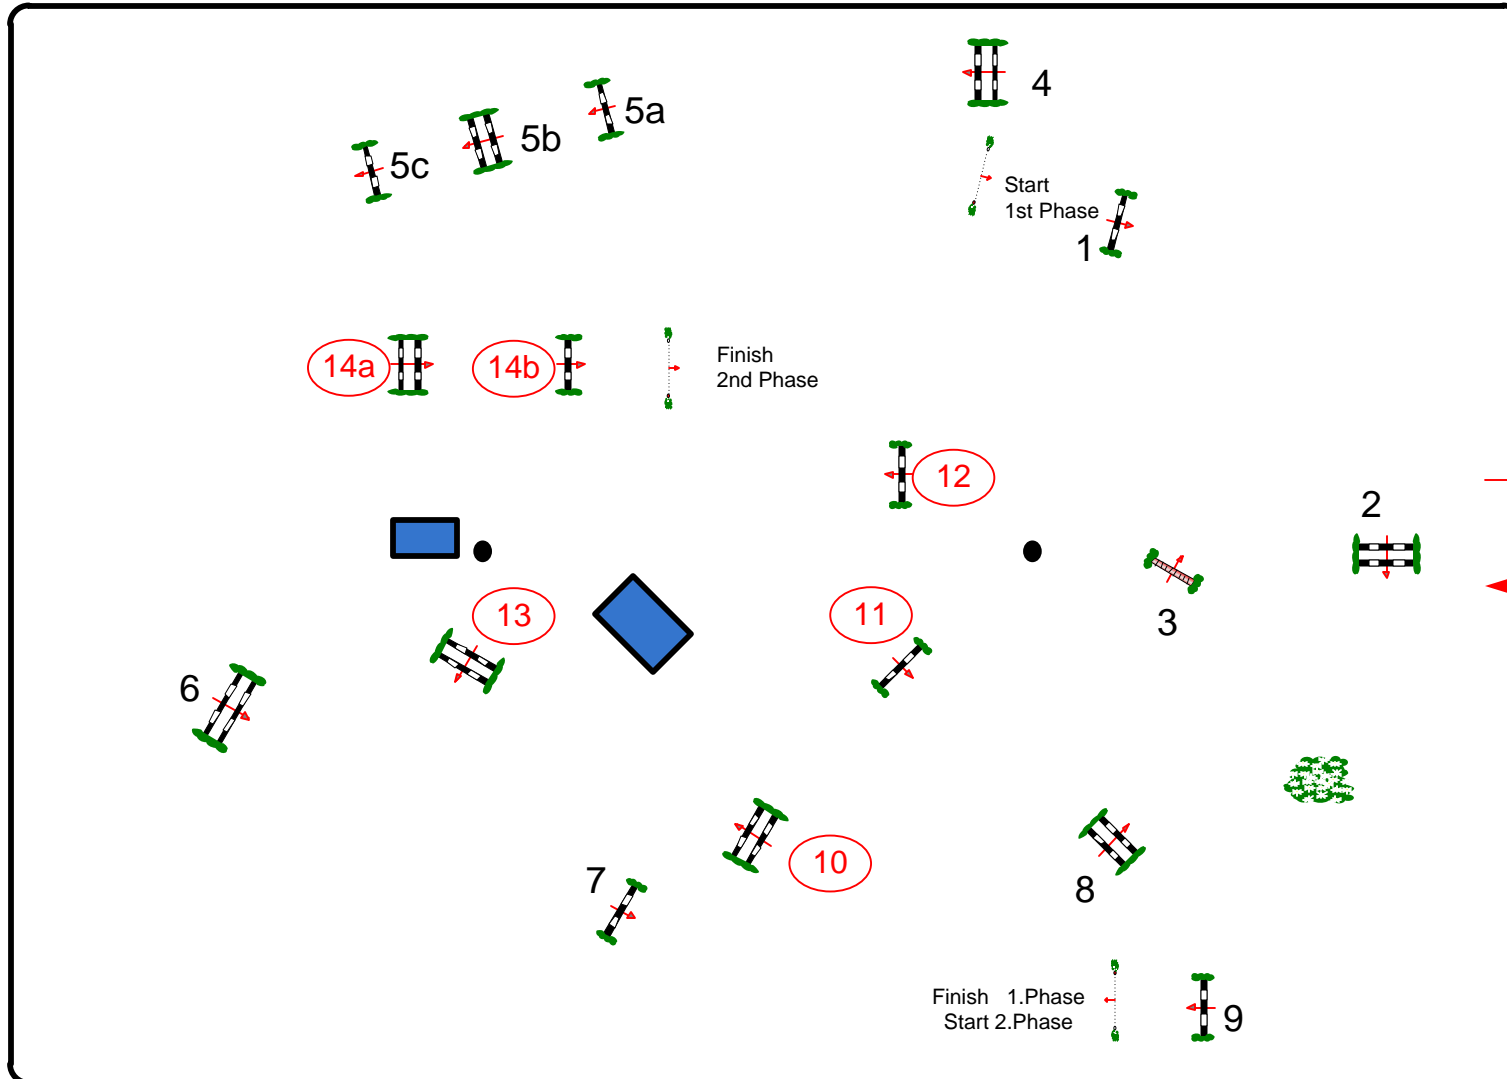 4
5a
5b
5c
Start
1st Phase
1
14a
14b
Finish
2nd Phase
12
2
13
11
3
6
10
7
8
Finish 1.Phase
Start 2.Phase
9